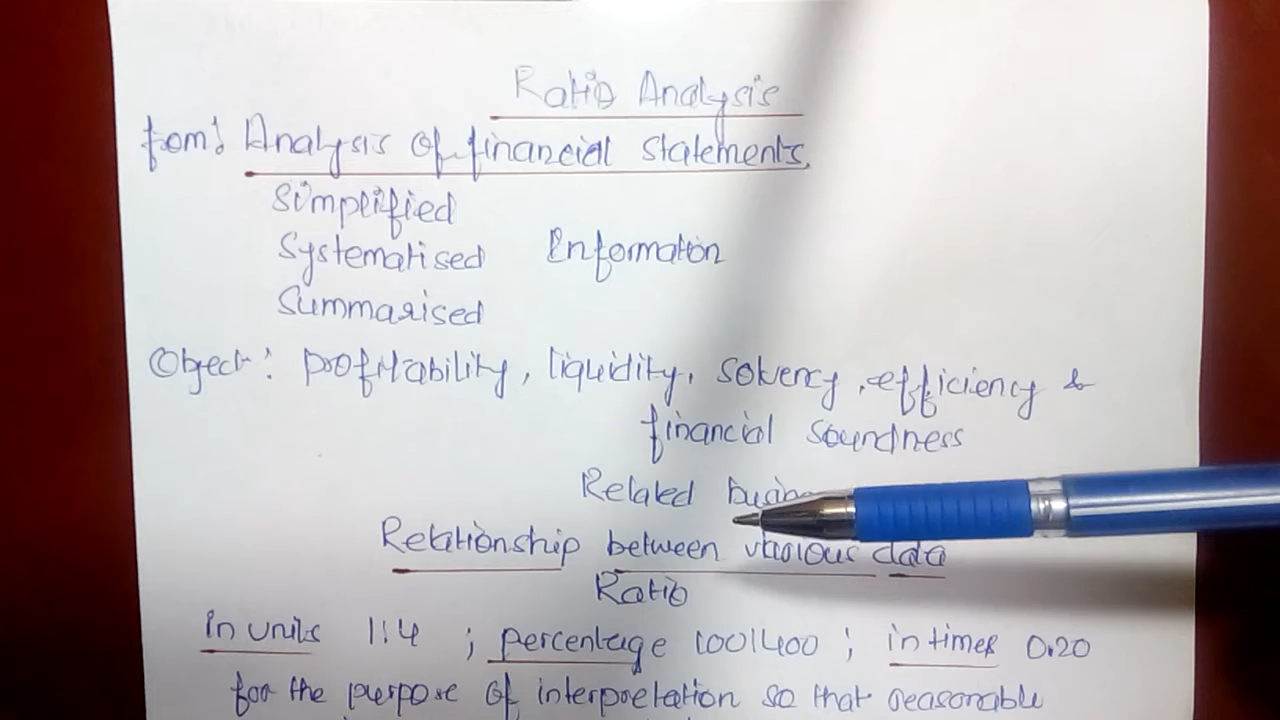 Ratio Analysis
from: Analysis of financial statements.
Simplified
Systematised Information
Summarised
Object: profitability, liquidity, solvency, efficiency &
financial soundness
Related
Relationship between various data
Ratio
in units 1:4 ; percentage 100/400 ; in times 0.20
for the purpose of interpretation so that reasonable